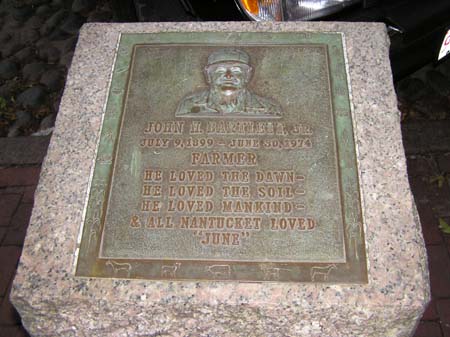 JOHN H. BARTLETT, JR.
JULY 9, 1899 - JUNE 30, 1974
FARMER
HE LOVED THE DAWN -
HE LOVED THE SOIL -
HE LOVED MANKIND -
& ALL NANTUCKET LOVED
"JUNE"